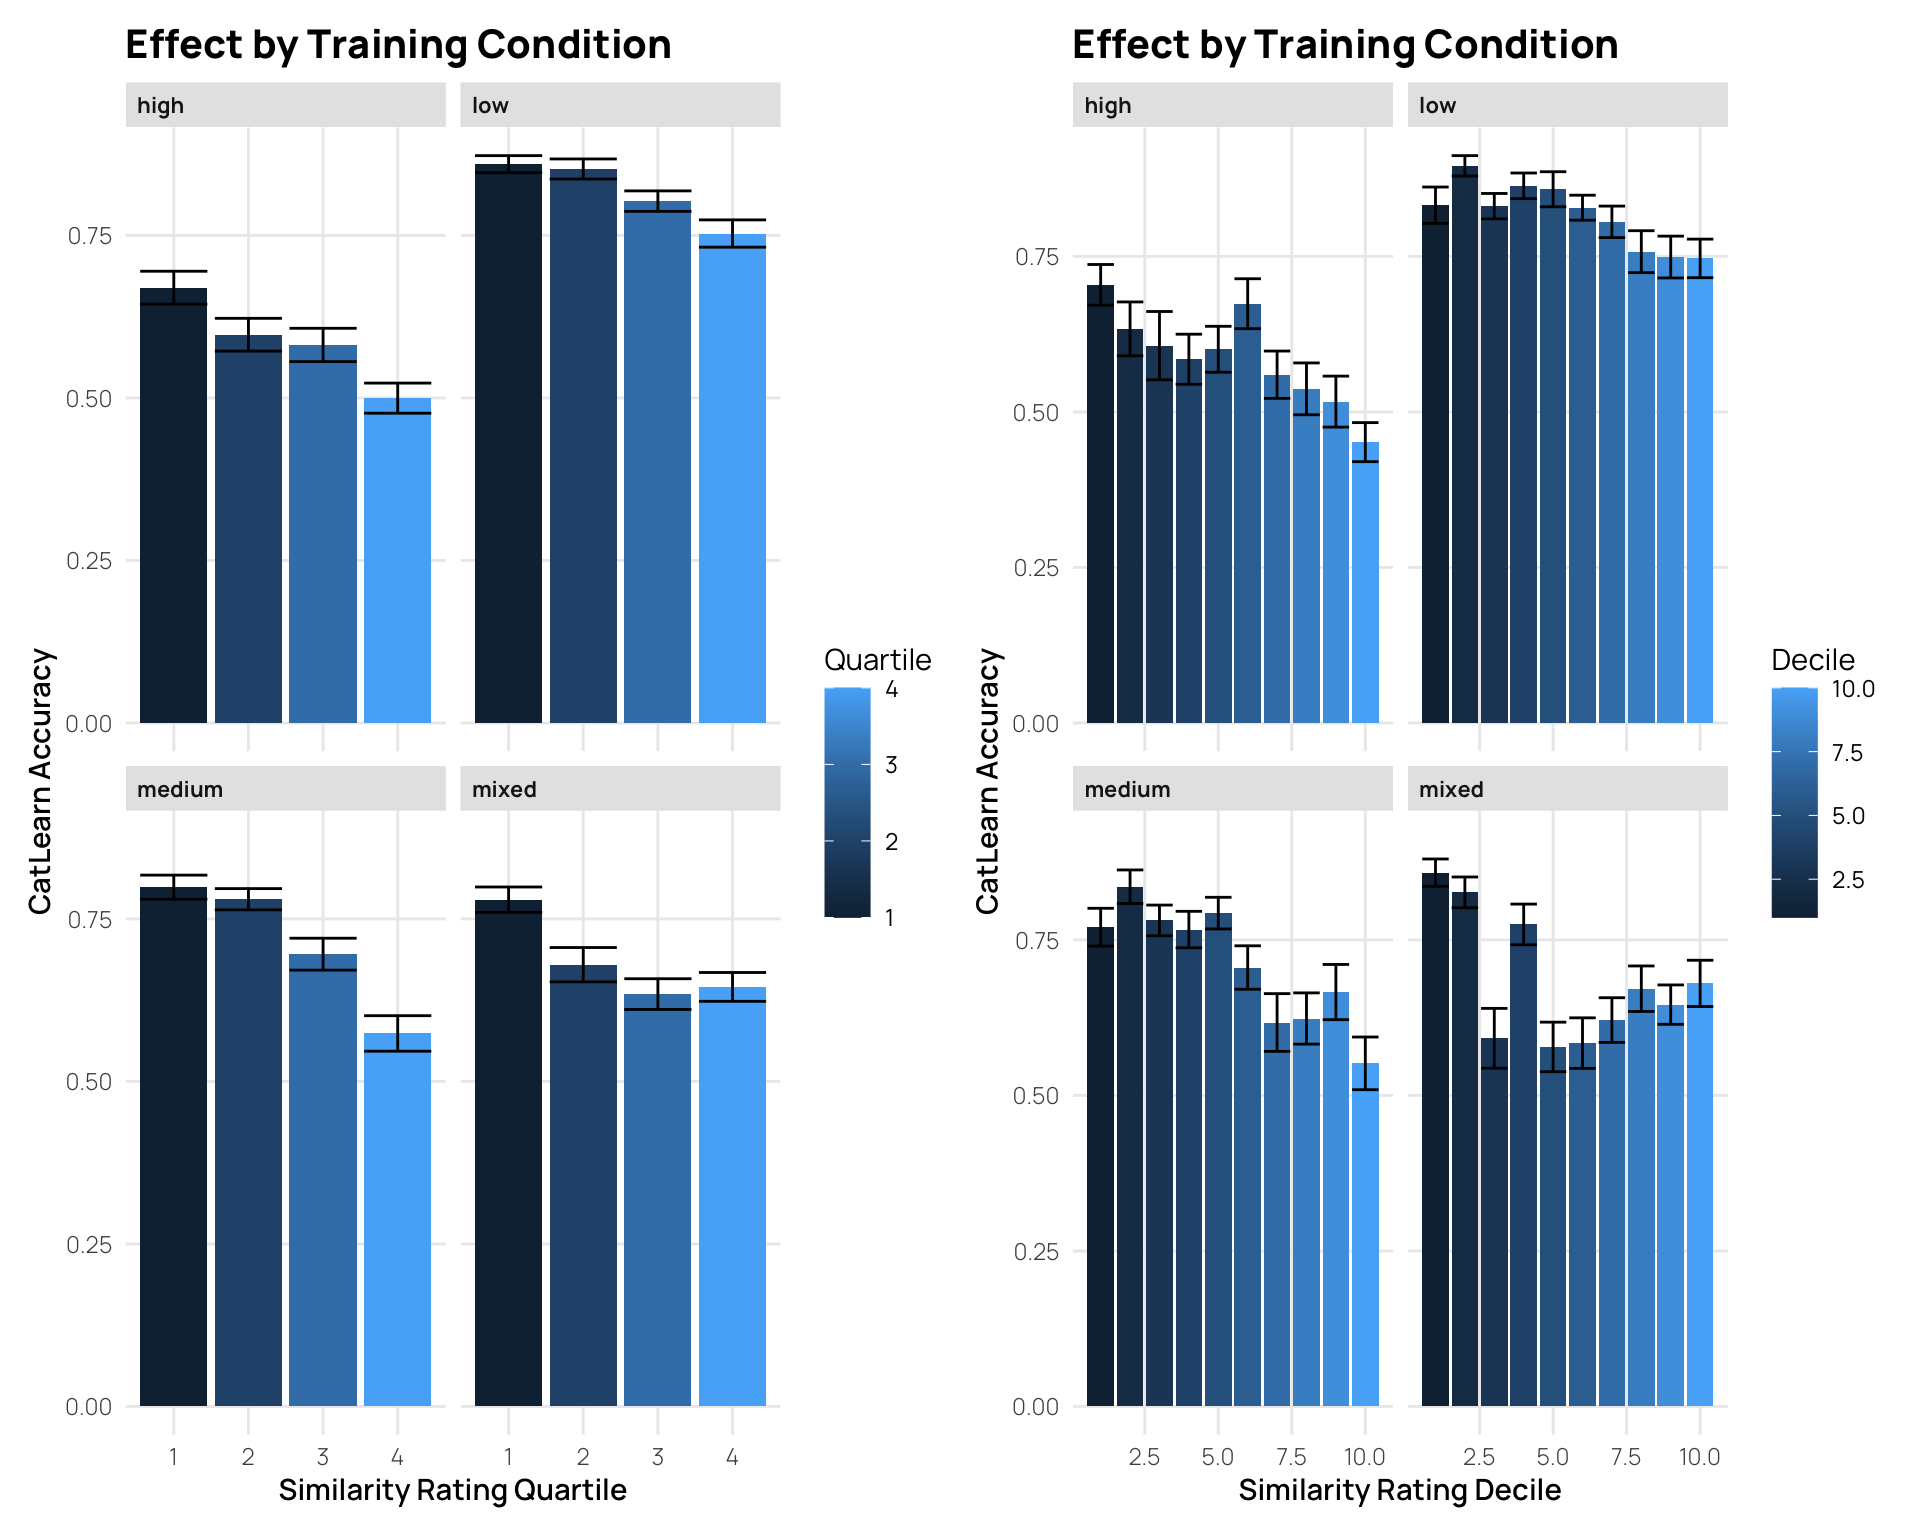 Effect by Training Condition
high
low
0.75
0.50
0.25
0.00
medium
mixed
0.75
0.50
0.25
0.00
1 2 3 4
1 2 3 4
Similarity Rating Quartile
CatLearn Accuracy
Quartile
4
3
2
1
Effect by Training Condition
high
low
0.75
0.50
0.25
0.00
medium
mixed
0.75
0.50
0.25
0.00
2.5 5.0 7.5 10.0
2.5 5.0 7.5 10.0
Similarity Rating Decile
CatLearn Accuracy
Decile
10.0
7.5
5.0
2.5